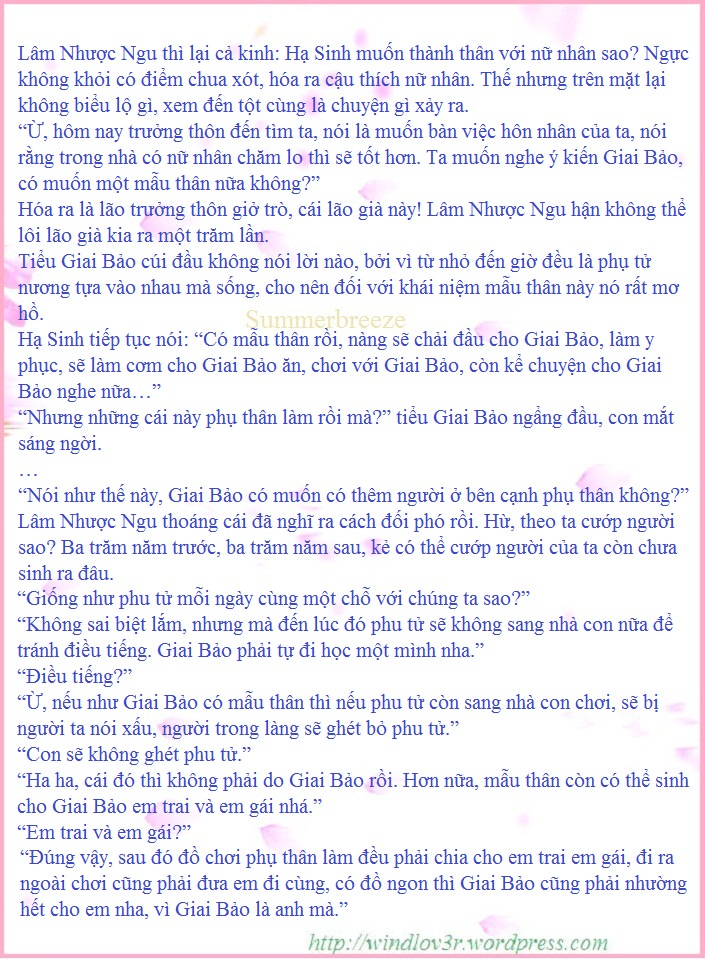 Lâm Nhược Ngu thì lại cả kinh: Hạ Sinh muốn thành thân với nữ nhân sao? Ngực
không khỏi có điểm chua xót, hóa ra cậu thích nữ nhân. Thế nhưng trên mặt lại
không biểu lộ gì, xem đến tột cùng là chuyện gì xảy ra.
“Ừ, hôm nay trưởng thôn đến tìm ta, nói là muốn bàn việc hôn nhân của ta, nói
rằng trong nhà có nữ nhân chăm lo thì sẽ tốt hơn. Ta muốn nghe ý kiến Giai Bảo,
có muốn một mẫu thân nữa không?”
Hóa ra là lão trưởng thôn giở trò, cái lão già này! Lâm Nhược Ngu hận không thể
lôi lão già kia ra một trăm lần.
Tiểu Giai Bảo cúi đầu không nói lời nào, bởi vì từ nhỏ đến giờ đều là phụ tử
nương tựa vào nhau mà sống, cho nên đối với khái niệm mẫu thân này nó rất mơ
hồ.
Summerbreeze
Hạ Sinh tiếp tục nói: “Có mẫu thân rồi, nàng sẽ chải đầu cho Giai Bảo, làm y
phục, sẽ làm cơm cho Giai Bảo ăn, chơi với Giai Bảo, còn kể chuyện cho Giai
Bảo nghe nữa…”
“Nhưng những cái này phụ thân làm rồi mà?” tiểu Giai Bảo ngẩng đầu, con mắt
sáng ngời.
…
“Nói như thế này, Giai Bảo có muốn có thêm người ở bên cạnh phụ thân không?”
Lâm Nhược Ngu thoáng cái đã nghĩ ra cách đối phó rồi. Hừ, theo ta cướp người
sao? Ba trăm năm trước, ba trăm năm sau, kẻ có thể cướp người của ta còn chưa
sinh ra đâu.
“Giống như phu tử mỗi ngày cùng một chỗ với chúng ta sao?”
“Không sai biệt lắm, nhưng mà đến lúc đó phu tử sẽ không sang nhà con nữa để
tránh điều tiếng. Giai Bảo phải tự đi học một mình nha.”
“Điều tiếng?”
“Ừ, nếu như Giai Bảo có mẫu thân thì nếu phu tử còn sang nhà con chơi, sẽ bị
người ta nói xấu, người trong làng sẽ ghét bỏ phu tử.”
“Con sẽ không ghét phu tử.”
“Ha ha, cái đó thì không phải do Giai Bảo rồi. Hơn nữa, mẫu thân còn có thể sinh
cho Giai Bảo em trai và em gái nhá.”
“Em trai và em gái?”
“Đúng vậy, sau đó đồ chơi phụ thân làm đều phải chia cho em trai em gái, đi ra
ngoài chơi cũng phải đưa em đi cùng, có đồ ngon thì Giai Bảo cũng phải nhường
hết cho em nha, vì Giai Bảo là anh mà.”
http://windlov3r.wordpress.com